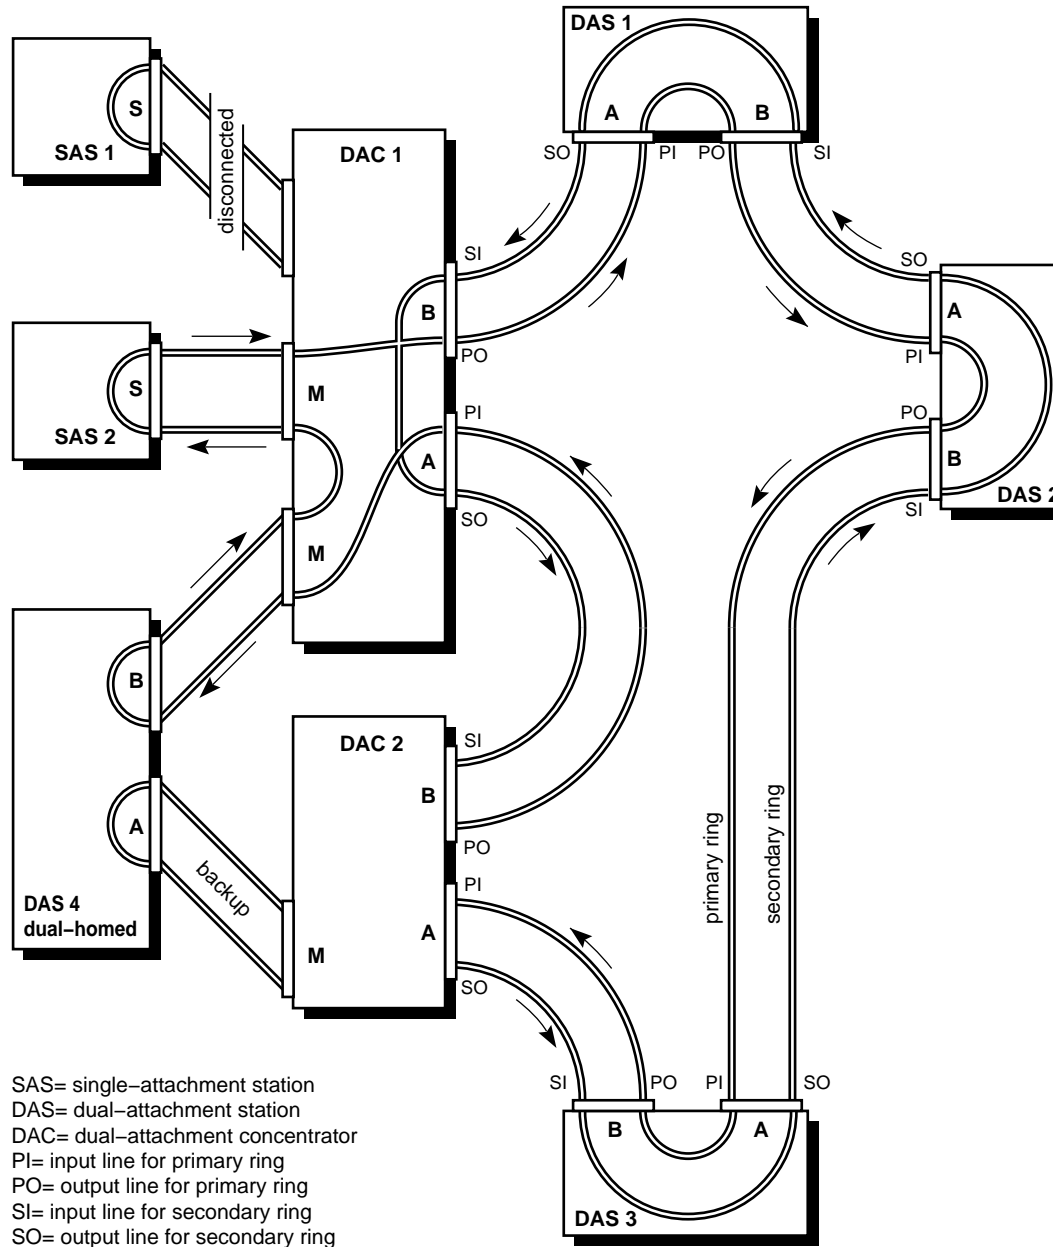 DAS 1
A
B
SO
PI
PO
SI
S
SAS 1
disconnected
DAC 1
SI
B
PO
SO
A
PI
S
SAS 2
M
PI
A
SO
PO
B
SI
DAS 2
M
B
DAC 2
SI
B
PO
A
backup
DAS 4
dual−homed
PI
A
SO
M
primary ring
secondary ring
SI
PO
PI
SO
B
A
DAS 3
SAS= single−attachment station
DAS= dual−attachment station
DAC= dual−attachment concentrator
PI= input line for primary ring
PO= output line for primary ring
SI= input line for secondary ring
SO= output line for secondary ring